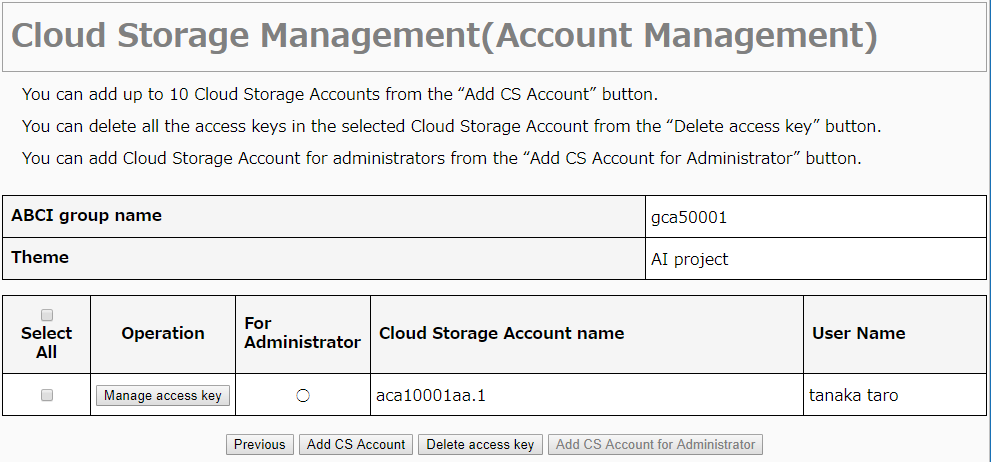 Cloud Storage Management(Account Management)
You can add up to 10 Cloud Storage Accounts from the “Add CS Account” button.
You can delete all the access keys in the selected Cloud Storage Account from the “Delete access key” button.
You can add Cloud Storage Account for administrators from the “Add CS Account for Administrator” button.
ABCI group name
gca50001
Theme
AI project
Select
All
Operation
For
Administrator
Cloud Storage Account name
User Name
Manage access key
○
aca10001aa.1
tanaka taro
Previous
Add CS Account
Delete access key
Add CS Account for Administrator